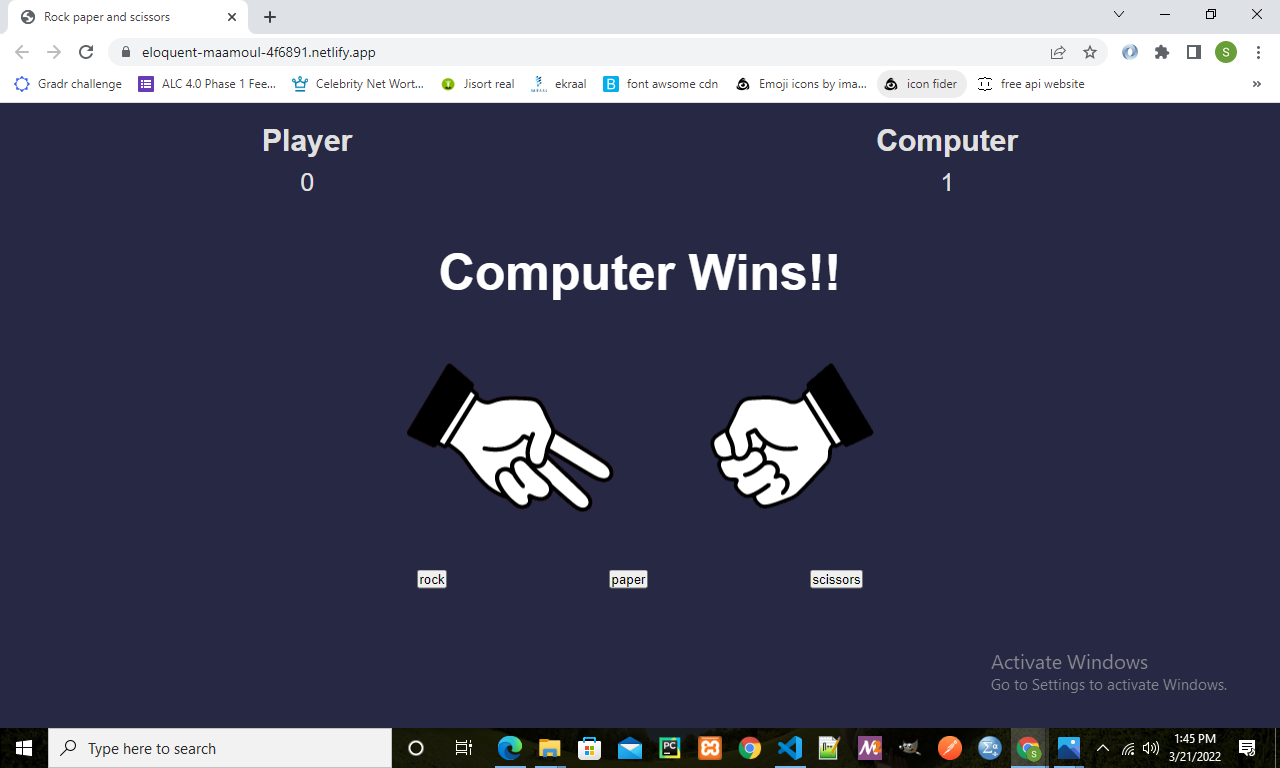 Rock paper and scissors
eloquent-maamoul-4f6891.netlify.app
S
Gradr challenge
ALC 4.0 Phase 1 Fee...
Celebrity Net Wort...
Jisort real
ekraal
B
font awsome cdn
Emoji icons by ima...
icon fider
free api website
»
Player
Computer
0
1
Computer Wins!!
rock
paper
scissors
Activate Windows
Go to Settings to activate Windows.
Type here to search
PC
1:45 PM
3/21/2022